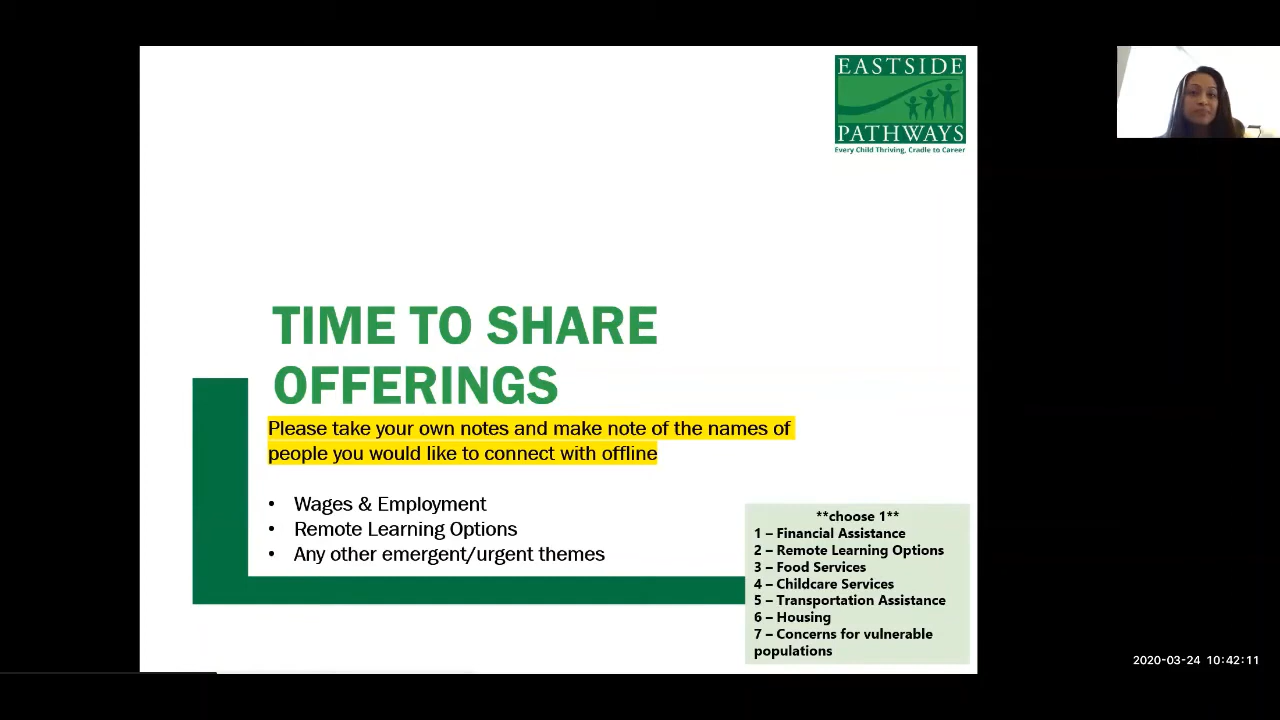 EASTSIDE
PATHWAYS
Every Child Thriving, Cradle to Career
TIME TO SHARE
OFFERINGS
Please take your own notes and make note of the names of
people you would like to connect with offline
• Wages & Employment
• Remote Learning Options
• Any other emergent/urgent themes
**choose 1**
1 – Financial Assistance
2 – Remote Learning Options
3 – Food Services
4 – Childcare Services
5 – Transportation Assistance
6 – Housing
7 – Concerns for vulnerable
populations
2020-03-24 10:42:11